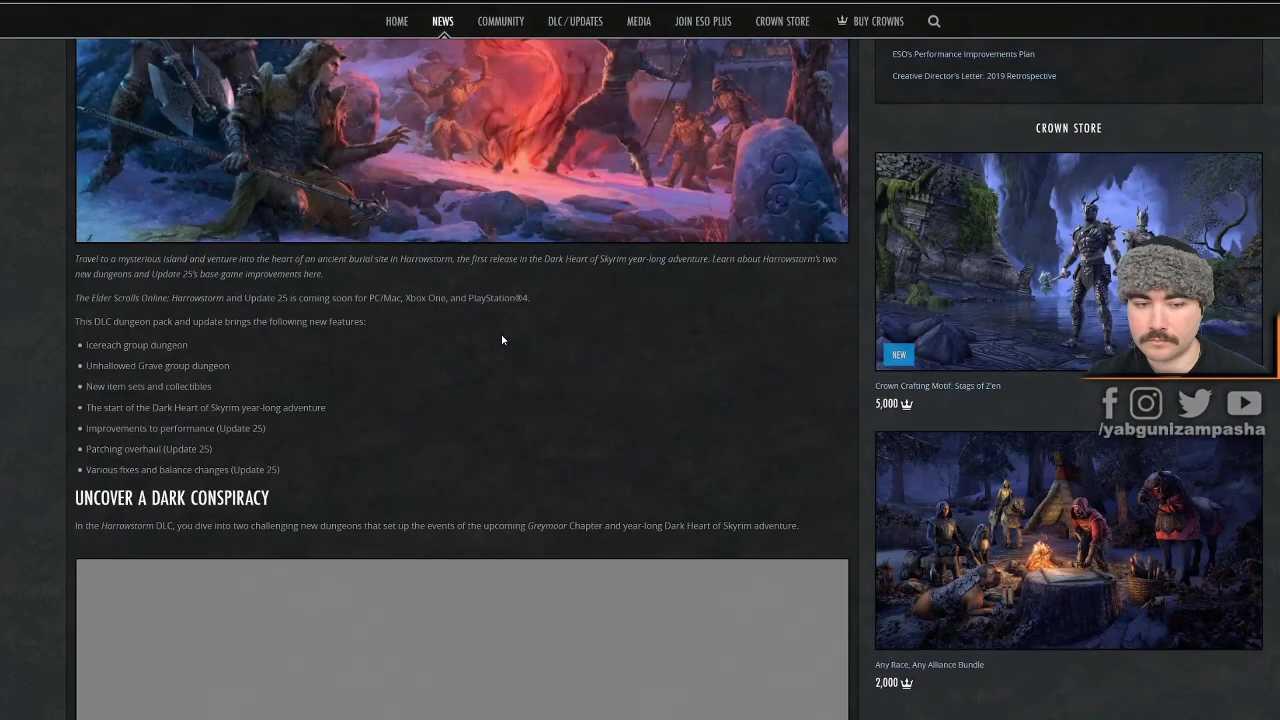 HOME NEWS COMMUNITY DLC/UPDATES MEDIA JOIN ESO PLUS CROWN STORE BUY CROWNS
ESO's Performance Improvements Plan
Creative Director's Letter: 2019 Retrospective
CROWN STORE
Travel to a mysterious island and venture into the heart of an ancient burial site in Harrowstorm, the first release in the Dark Heart of Skyrim year-long adventure. Learn about Harrowstorm's two
new dungeons and Update 25's base-game improvements here.
The Elder Scrolls Online: Harrowstorm and Update 25 is coming soon for PC/Mac, Xbox One, and PlayStation®4.
This DLC dungeon pack and update brings the following new features:
• Icereach group dungeon
• Unhallowed Grave group dungeon
• New item sets and collectibles
• The start of the Dark Heart of Skyrim year-long adventure
• Improvements to performance (Update 25)
• Patching overhaul (Update 25)
• Various fixes and balance changes (Update 25)
UNCOVER A DARK CONSPIRACY
In the Harrowstorm DLC, you dive into two challenging new dungeons that set up the events of the upcoming Greymoor Chapter and year-long Dark Heart of Skyrim adventure.
NEW
Crown Crafting Motif: Stags of Z'en
5,000
/yabgunizampasha
Any Race, Any Alliance Bundle
2,000